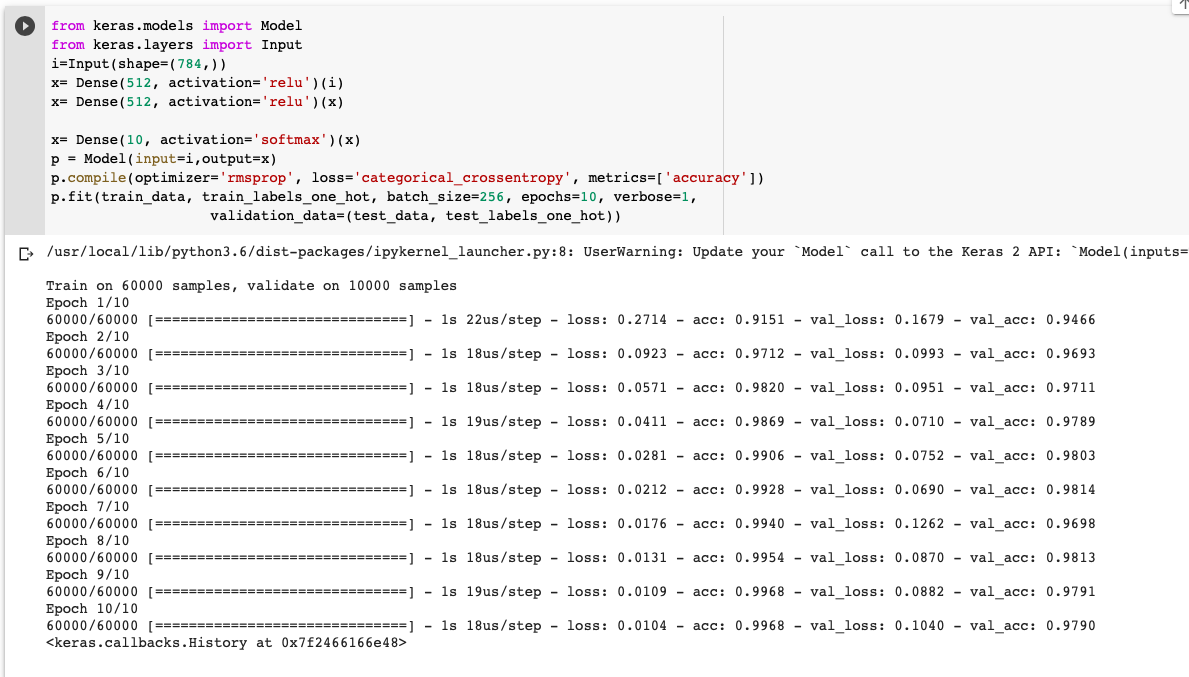 from keras.models import Model
from keras.layers import Input
i=Input(shape=(784,))
x= Dense(512, activation='relu')(i)
x= Dense(512, activation='relu')(x)
x= Dense(10, activation='softmax')(x)
p = Model(input=i,output=x)
p.compile(optimizer='rmsprop', loss='categorical_crossentropy', metrics=['accuracy'])
p.fit(train_data, train_labels_one_hot, batch_size=256, epochs=10, verbose=1,
validation_data=(test_data, test_labels_one_hot))
/usr/local/lib/python3.6/dist-packages/ipykernel_launcher.py:8: UserWarning: Update your `Model` call to the Keras 2 API: `Model(inputs=
Train on 60000 samples, validate on 10000 samples
Epoch 1/10
60000/60000 [==============================] - 1s 22us/step - loss: 0.2714 - acc: 0.9151 - val_loss: 0.1679 - val_acc: 0.9466
Epoch 2/10
60000/60000 [==============================] - 1s 18us/step - loss: 0.0923 - acc: 0.9712 - val_loss: 0.0993 - val_acc: 0.9693
Epoch 3/10
60000/60000 [==============================] - 1s 18us/step - loss: 0.0571 - acc: 0.9820 - val_loss: 0.0951 - val_acc: 0.9711
Epoch 4/10
60000/60000 [==============================] - 1s 19us/step - loss: 0.0411 - acc: 0.9869 - val_loss: 0.0710 - val_acc: 0.9789
Epoch 5/10
60000/60000 [==============================] - 1s 18us/step - loss: 0.0281 - acc: 0.9906 - val_loss: 0.0752 - val_acc: 0.9803
Epoch 6/10
60000/60000 [==============================] - 1s 18us/step - loss: 0.0212 - acc: 0.9928 - val_loss: 0.0690 - val_acc: 0.9814
Epoch 7/10
60000/60000 [==============================] - 1s 18us/step - loss: 0.0176 - acc: 0.9940 - val_loss: 0.1262 - val_acc: 0.9698
Epoch 8/10
60000/60000 [==============================] - 1s 18us/step - loss: 0.0131 - acc: 0.9954 - val_loss: 0.0870 - val_acc: 0.9813
Epoch 9/10
60000/60000 [==============================] - 1s 19us/step - loss: 0.0109 - acc: 0.9968 - val_loss: 0.0882 - val_acc: 0.9791
Epoch 10/10
60000/60000 [==============================] - 1s 18us/step - loss: 0.0104 - acc: 0.9968 - val_loss: 0.1040 - val_acc: 0.9790
<keras.callbacks.History at 0x7f2466166e48>